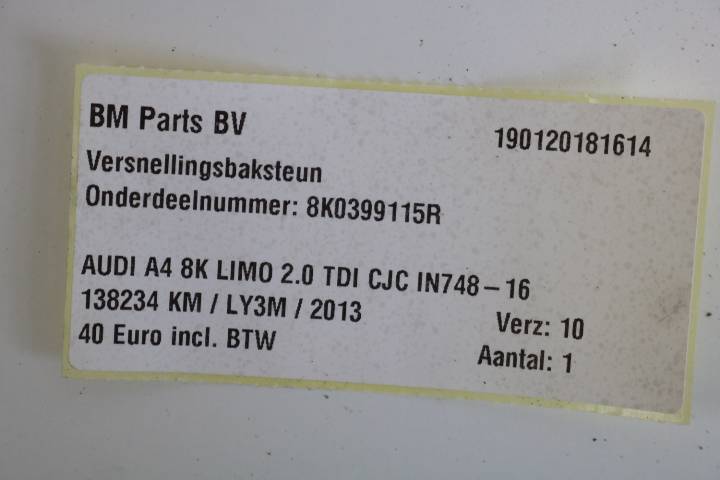 BM Parts BV
190120181614
Versnellingsbaksteun
Onderdeelnummer: 8K0399115R
AUDI A4 8K LIMO 2.0 TDI CJC IN748-16
138234 KM / LY3M / 2013
Verz: 10
40 Euro incl. BTW
Aantal: 1